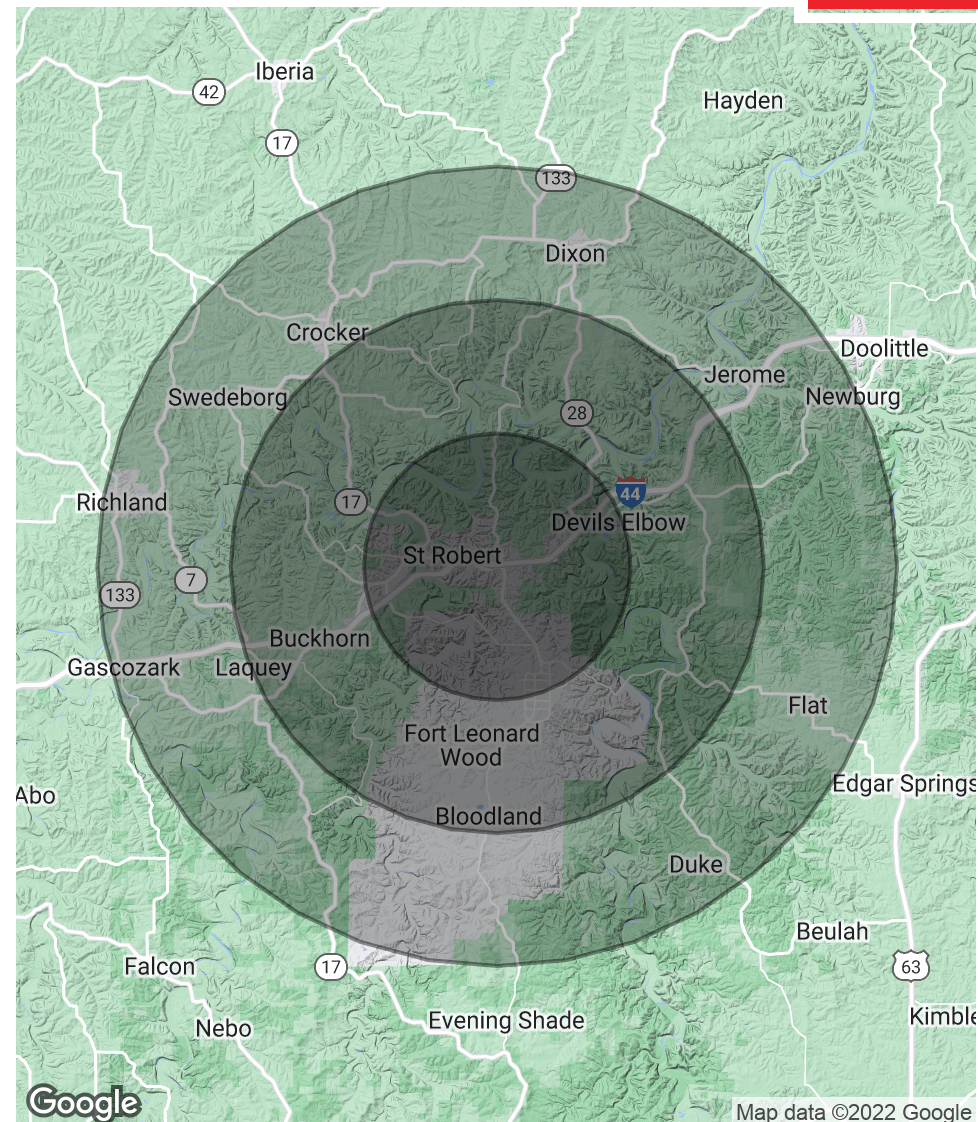 Iberia
42
Hayden
17
133
Dixon
Crocker
Doolittle
Jerome
Swedeborg
Newburg
28
Richland
17
44
Devils Elbow
St Robert
7
133
Buckhorn
Gascozark
Laquey
Flat
Fort Leonard
Wood
Edgar Springs
Abo
Bloodland
Duke
Beulah
Falcon
17
63
Kimble
Evening Shade
Nebo
Google
Map data ©2022 Google